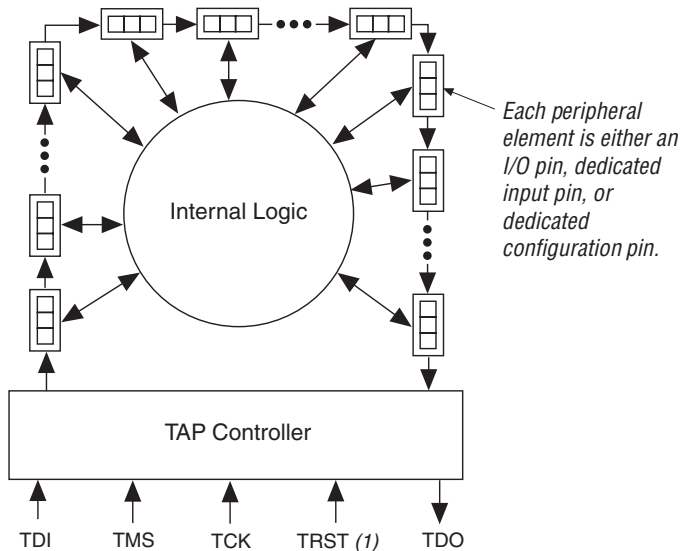 Each peripheral
element is either an
I/O pin, dedicated
input pin, or
dedicated
configuration pin.
Internal Logic
TAP Controller
TDI
TMS
TCK
TRST (1)
TDO